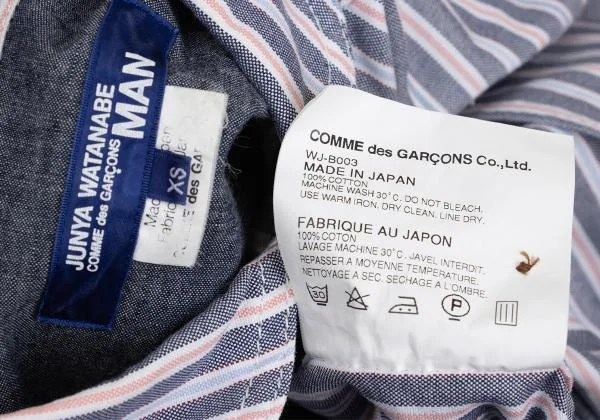 JUNYA WATANABE
COMME des GARÇONS MAN
XS
COMME des GARÇONS Co.,Ltd.
WJ-B003
MADE IN JAPAN
100% COTTON
MACHINE WASH 30°C. DO NOT BLEACH.
USE WARM IRON. DRY CLEAN. LINE DRY.
FABRIQUE AU JAPON
100% COTON
LAVAGE MACHINE 30°C. JAVEL INTERDIT.
REPASSER A MOYENNE TEMPERATURE.
NETTOYAGE A SEC. SECHAGE A L'OMBRE.
30
P